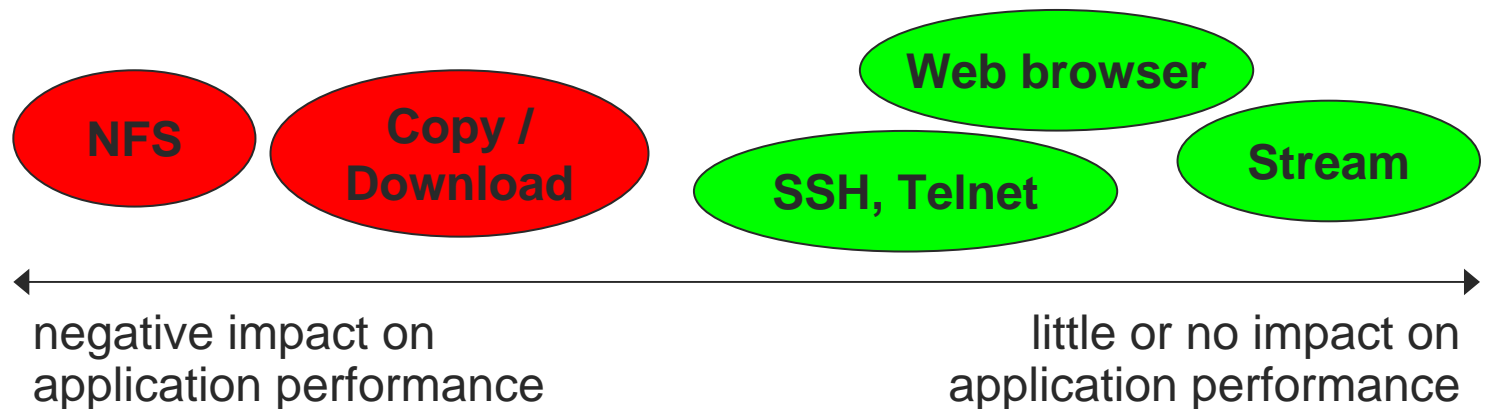 NFS
Copy /
Download
Web browser
SSH, Telnet
Stream
negative impact on
application performance
little or no impact on
application performance